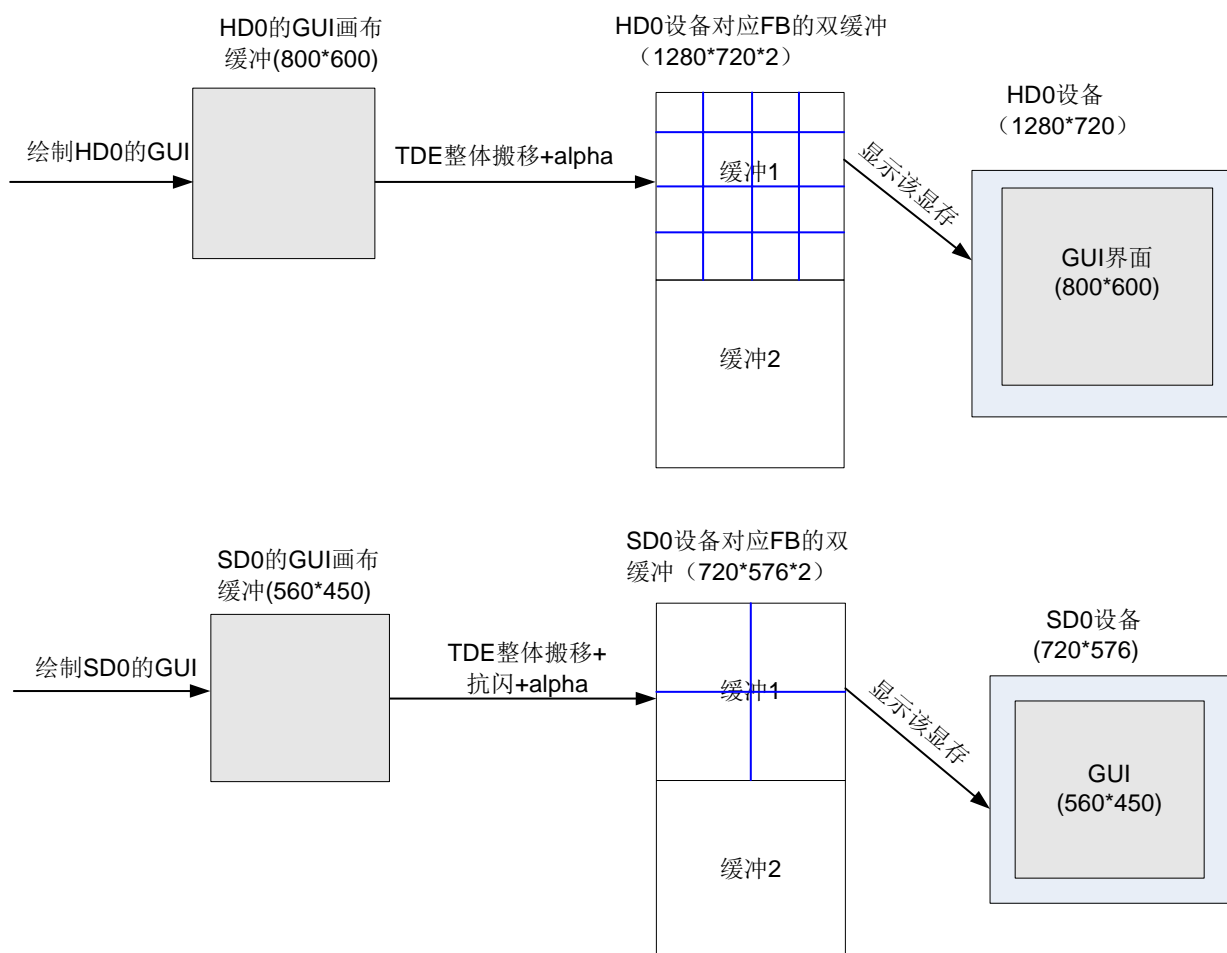 HD0的GUI画布
缓冲(800*600)
HD0设备对应FB的双缓冲
（1280*720*2）
HD0设备
（1280*720）
绘制HD0的GUI
TDE整体搬移+alpha
缓冲1
显示该显存
GUI界面
(800*600)
缓冲2
SD0的GUI画布
缓冲(560*450)
SD0设备对应FB的双
缓冲（720*576*2）
SD0设备
(720*576)
绘制SD0的GUI
TDE整体搬移+
抗闪+alpha
缓冲1
显示该显存
GUI
(560*450)
缓冲2